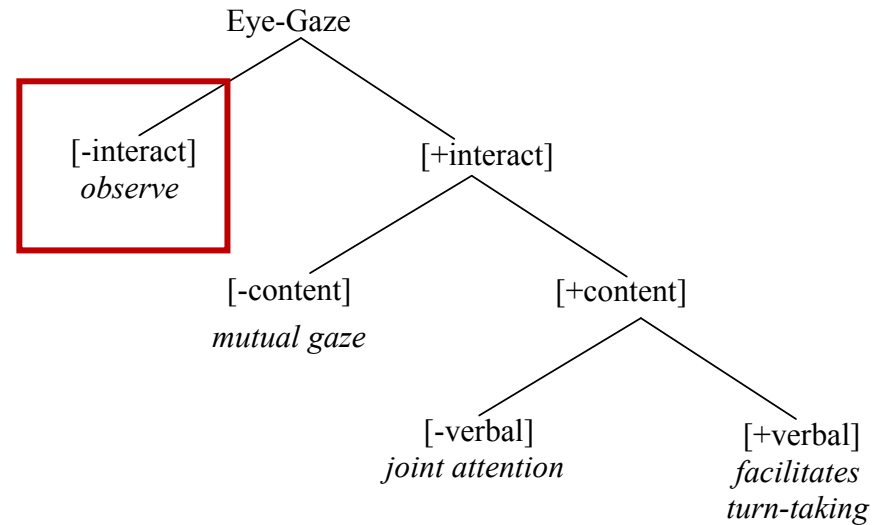 Eye-Gaze
[-interact]
observe
[+interact]
[-content]
mutual gaze
[+content]
[-verbal]
joint attention
[+verbal]
facilitates
turn-taking